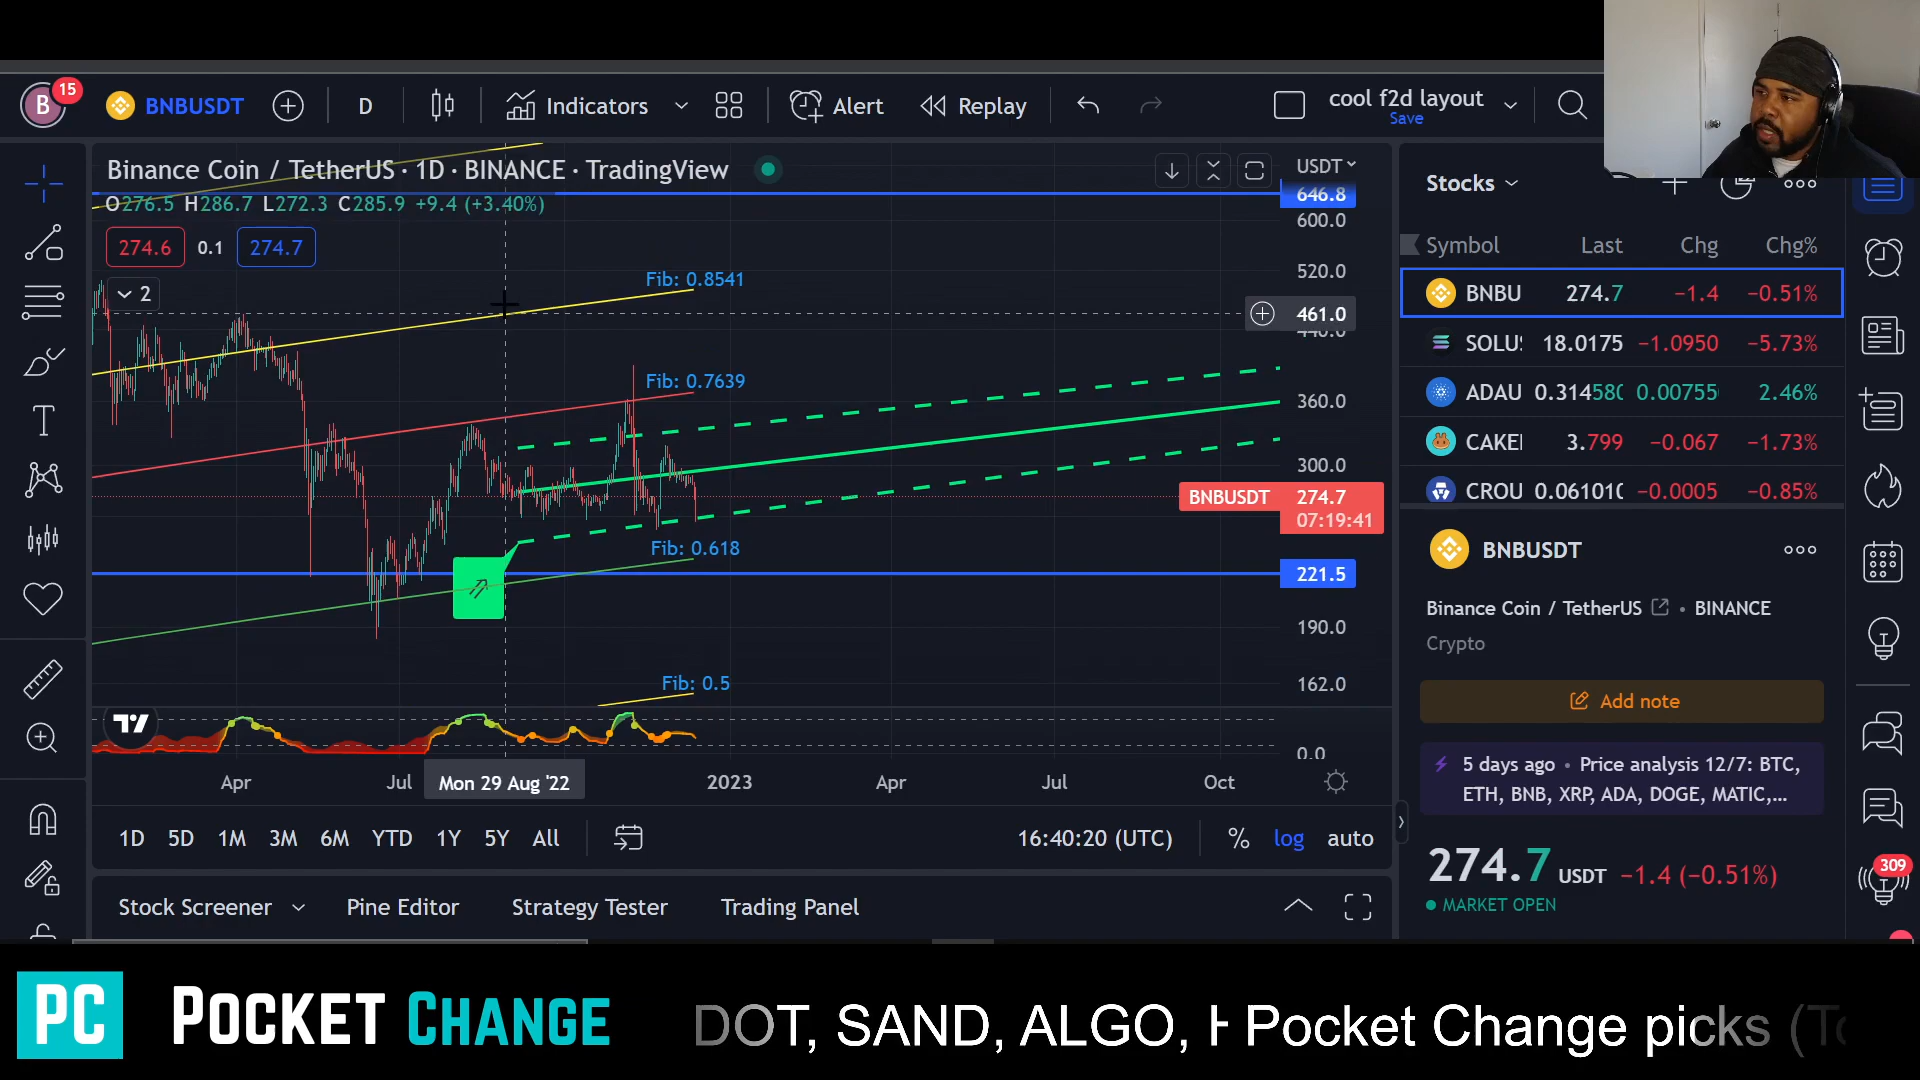 B
15
BNBUSDT
D
Indicators
Alert
Replay
cool f2d layout
Save
Binance Coin / TetherUS · 1D · BINANCE · TradingView
O276.5 H286.7 L272.3 C285.9 +9.4 (+3.40%)
274.6
0.1
274.7
2
USDT
646.8
600.0
520.0
461.0
440.0
360.0
300.0
BNBUSDT
274.7
07:19:41
221.5
190.0
162.0
0.0
Fib: 0.8541
Fib: 0.7639
Fib: 0.618
Fib: 0.5
Apr
Jul
Mon 29 Aug '22
2023
Apr
Jul
Oct
1D 5D 1M 3M 6M YTD 1Y 5Y All
16:40:20 (UTC)
%
log
auto
Stock Screener
Pine Editor
Strategy Tester
Trading Panel
Stocks
Symbol Last Chg Chg%
BNBU 274.7 −1.4 −0.51%
SOLU 18.0175 −1.0950 −5.73%
ADAU 0.314580 0.00755 2.46%
CAKE 3.799 −0.067 −1.73%
CROU 0.061010 −0.0005 −0.85%
BNBUSDT
Binance Coin / TetherUS · BINANCE
Crypto
Add note
5 days ago · Price analysis 12/7: BTC,
ETH, BNB, XRP, ADA, DOGE, MATIC,...
274.7 USDT −1.4 (−0.51%)
MARKET OPEN
309
PC
POCKET CHANGE
DOT, SAND, ALGO,
Pocket Change picks